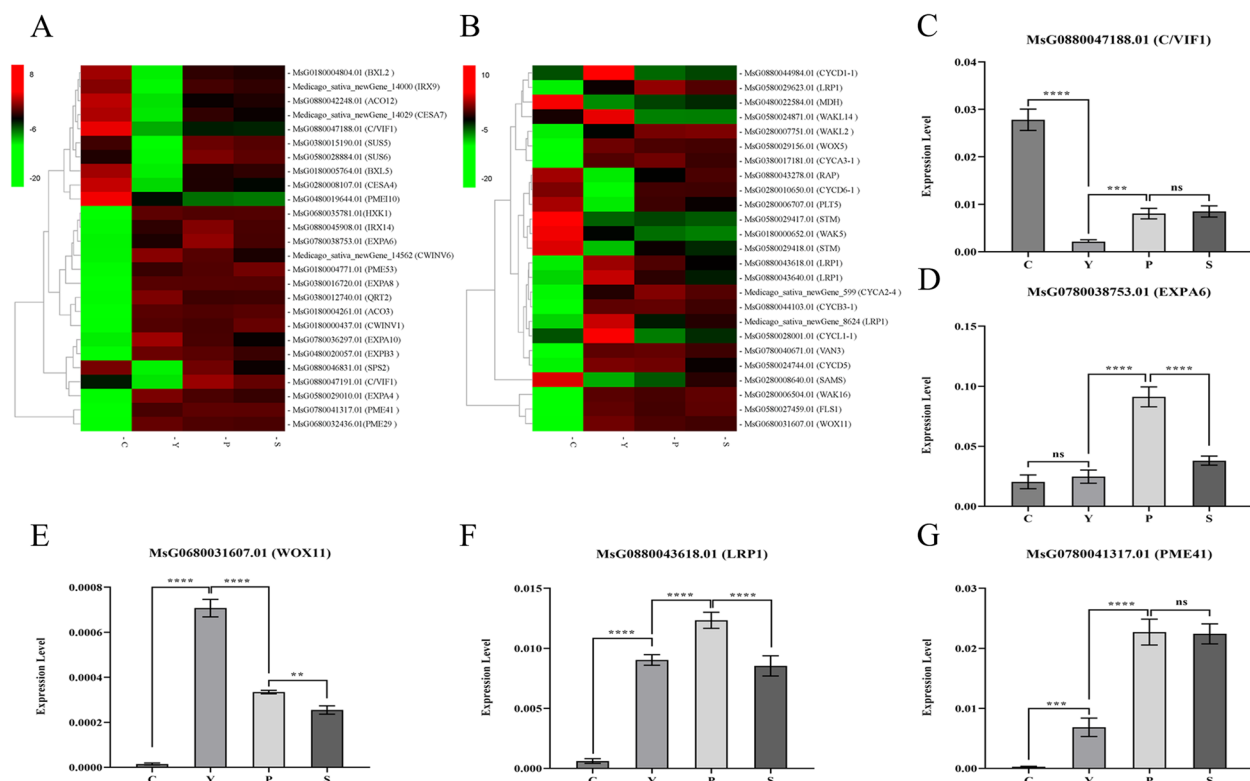 A
8
-6
-20
- MsG0180004804.01 (BXL2 )
- Medicago_sativa_newGene_14000 (IRX9)
- MsG0880042248.01 (ACO12)
- Medicago_sativa_newGene_14029 (CESA7)
- MsG0880047188.01 (C/VIF1)
- MsG0380015190.01 (SUS5)
- MsG0580028884.01 (SUS6)
- MsG0180005764.01 (BXL5)
- MsG0280008107.01 (CESA4)
- MsG0480019644.01 (PMEI10)
- MsG0680035781.01(HXK1)
- MsG0880045908.01 (IRX14)
- MsG0780038753.01 (EXPA6)
- Medicago_sativa_newGene_14562 (CWINV6)
- MsG0180004771.01 (PME53)
- MsG0380016720.01 (EXPA8)
- MsG0380012740.01 (QRT2)
- MsG0180004261.01 (ACO3)
- MsG0180000437.01 (CWINV1)
- MsG0780036297.01 (EXPA10)
- MsG0480020057.01 (EXPB3 )
- MsG0880046831.01 (SPS2)
- MsG0880047191.01 (C/VIF1)
- MsG0580029010.01 (EXPA4 )
- MsG0780041317.01 (PME41)
- MsG0680032436.01(PME29)
- C
- Y
- P
- S
B
10
-5
-20
- MsG0880044984.01 (CYCD1-1)
- MsG0580029623.01 (LRP1)
- MsG0480022584.01 (MDH)
- MsG0580024871.01 (WAKL14 )
- MsG0280007751.01 (WAKL2 )
- MsG0580029156.01 (WOX5)
- MsG0380017181.01 (CYCA3-1 )
- MsG0880043278.01 (RAP)
- MsG0280010650.01 (CYCD6-1 )
- MsG0280006707.01 (PLT5)
- MsG0580029417.01 (STM)
- MsG0180000652.01 (WAK5)
- MsG0580029418.01 (STM)
- MsG0880043618.01 (LRP1)
- MsG0880043640.01 (LRP1)
- Medicago_sativa_newGene_599 (CYCA2-4 )
- MsG0880044103.01 (CYCB3-1)
- Medicago_sativa_newGene_8624 (LRP1)
- MsG0580028001.01 (CYCL1-1)
- MsG0780040671.01 (VAN3)
- MsG0580024744.01 (CYCD5)
- MsG0280008640.01 (SAMS)
- MsG0280006504.01 (WAK16)
- MsG0580027459.01 (FLS1)
- MsG0680031607.01 (WOX11)
- C
- Y
- P
- S
C
MsG0880047188.01 (C/VIF1)
Expression Level
0.04
0.03
0.02
0.01
0.00
****
***
ns
C Y P S
D
MsG0780038753.01 (EXPA6)
Expression Level
0.15
0.10
0.05
0.00
ns
****
****
C Y P S
E
MsG0680031607.01 (WOX11)
Expression Level
0.0008
0.0006
0.0004
0.0002
0.0000
****
****
**
C Y P S
F
MsG0880043618.01 (LRP1)
Expression Level
0.015
0.010
0.005
0.000
****
****
****
C Y P S
G
MsG0780041317.01 (PME41)
Expression Level
0.03
0.02
0.01
0.00
***
****
ns
C Y P S